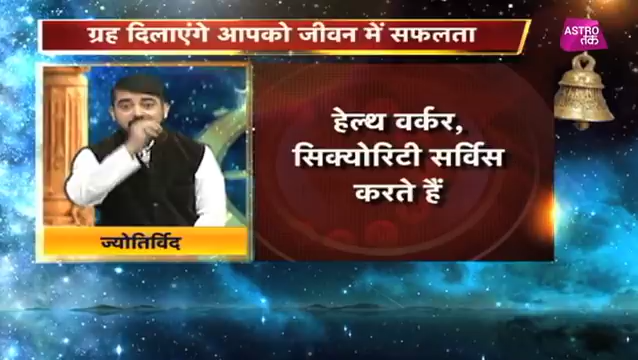 ग्रह दिलाएंगे आपको जीवन में सफलता
ASTRO
तक
हेल्थ वर्कर,
सिक्योरिटी सर्विस
करते हैं
ज्योतिर्विद